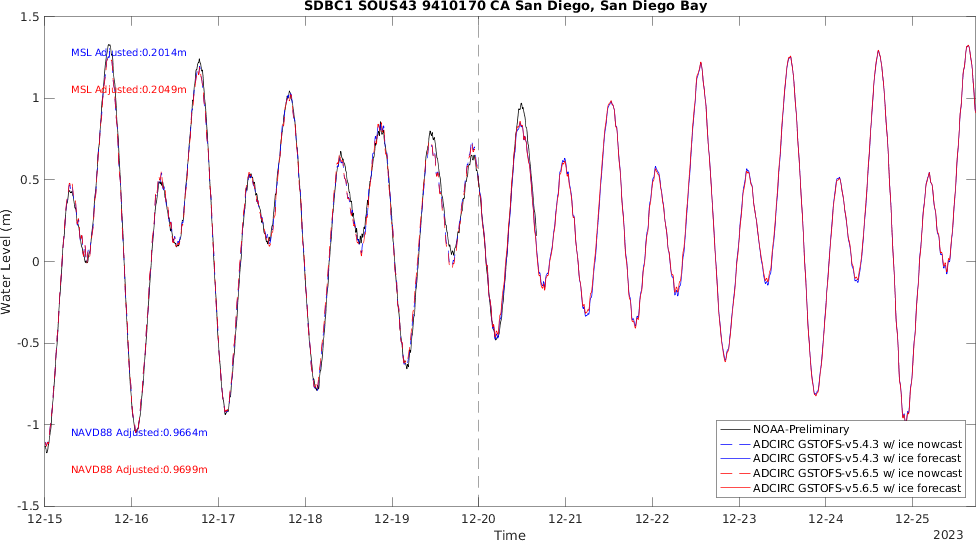 SDBC1 SOUS43 9410170 CA San Diego, San Diego Bay
1.5
MSL Adjusted:0.2014m
MSL Adjusted:0.2049m
1
0.5
0
Water Level (m)
-0.5
-1
NAVD88 Adjusted:0.9664m
NAVD88 Adjusted:0.9699m
NOAA-Preliminary
ADCIRC GSTOFS-v5.4.3 w/ ice nowcast
ADCIRC GSTOFS-v5.4.3 w/ ice forecast
ADCIRC GSTOFS-v5.6.5 w/ ice nowcast
ADCIRC GSTOFS-v5.6.5 w/ ice forecast
-1.5
12-15 12-16 12-17 12-18 12-19 12-20 12-21 12-22 12-23 12-24 12-25
Time
2023